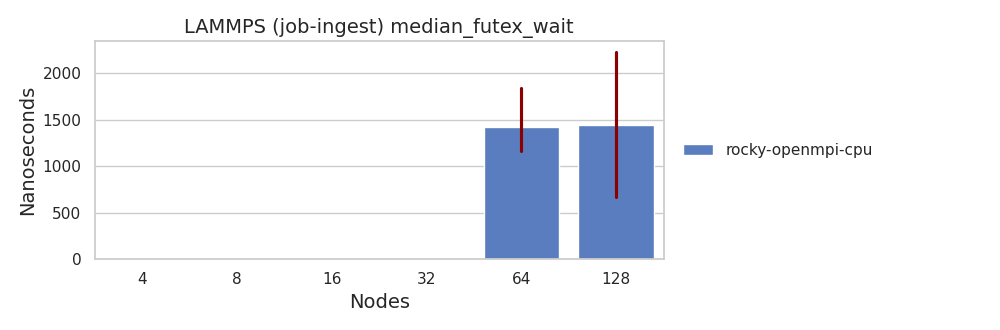 LAMMPS (job-ingest) median_futex_wait
Nanoseconds
2000
1500
1000
500
0
4 8 16 32 64 128
Nodes
rocky-openmpi-cpu